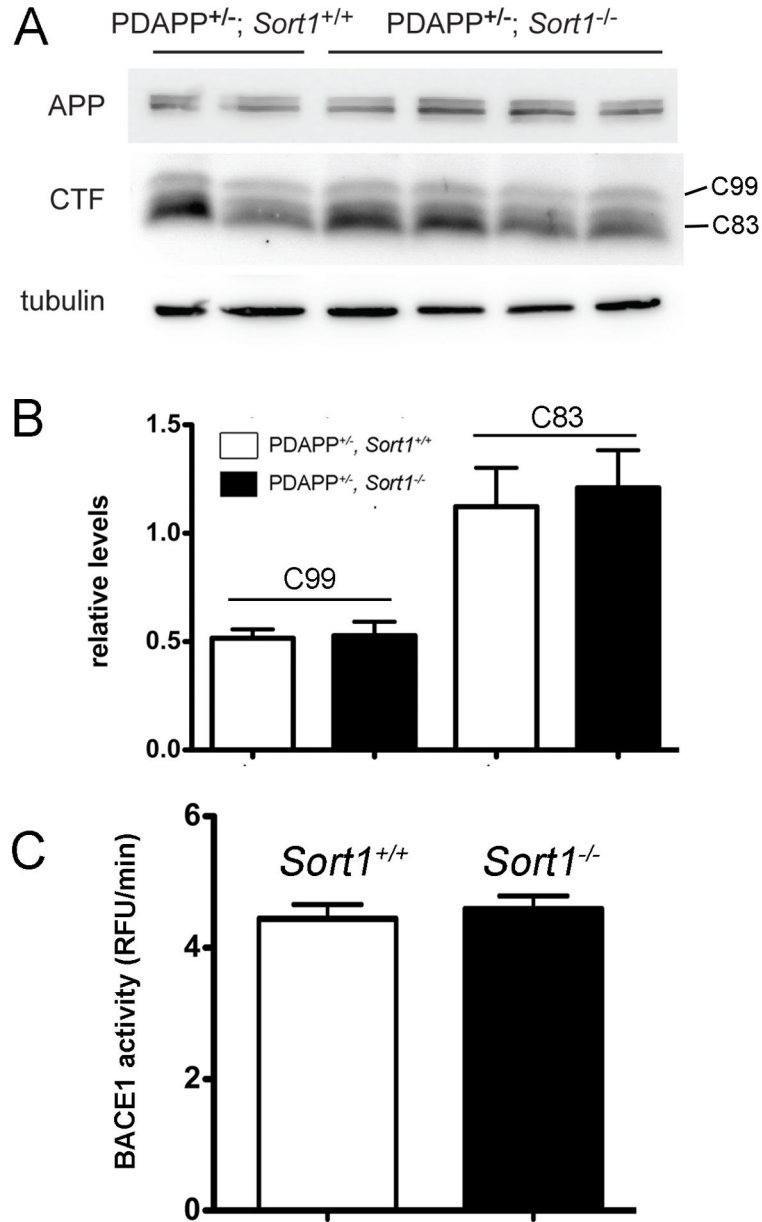 A
PDAPP+/-; Sort1+/+ PDAPP+/-; Sort1-/-
APP
CTF
C99
C83
tubulin
B
1.5
1.0
0.5
0.0
relative levels
PDAPP+/-, Sort1+/+
PDAPP+/-, Sort1-/-
C99
C83
C
6
4
2
0
BACE1 activity (RFU/min)
Sort1+/+
Sort1-/-